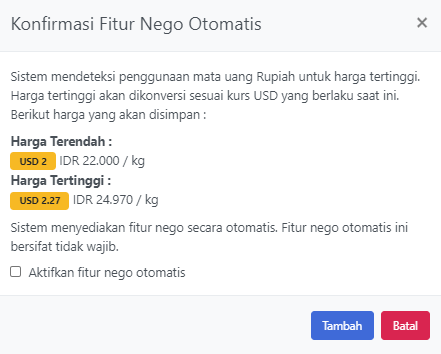 Konfirmasi Fitur Nego Otomatis ×
Sistem mendeteksi penggunaan mata uang Rupiah untuk harga tertinggi.
Harga tertinggi akan dikonversi sesuai kurs USD yang berlaku saat ini.
Berikut harga yang akan disimpan :
Harga Terendah :
USD 2 IDR 22.000 / kg
Harga Tertinggi :
USD 2.27 IDR 24.970 / kg
Sistem menyediakan fitur nego secara otomatis. Fitur nego otomatis ini
bersifat tidak wajib.
Aktifkan fitur nego otomatis
Tambah Batal